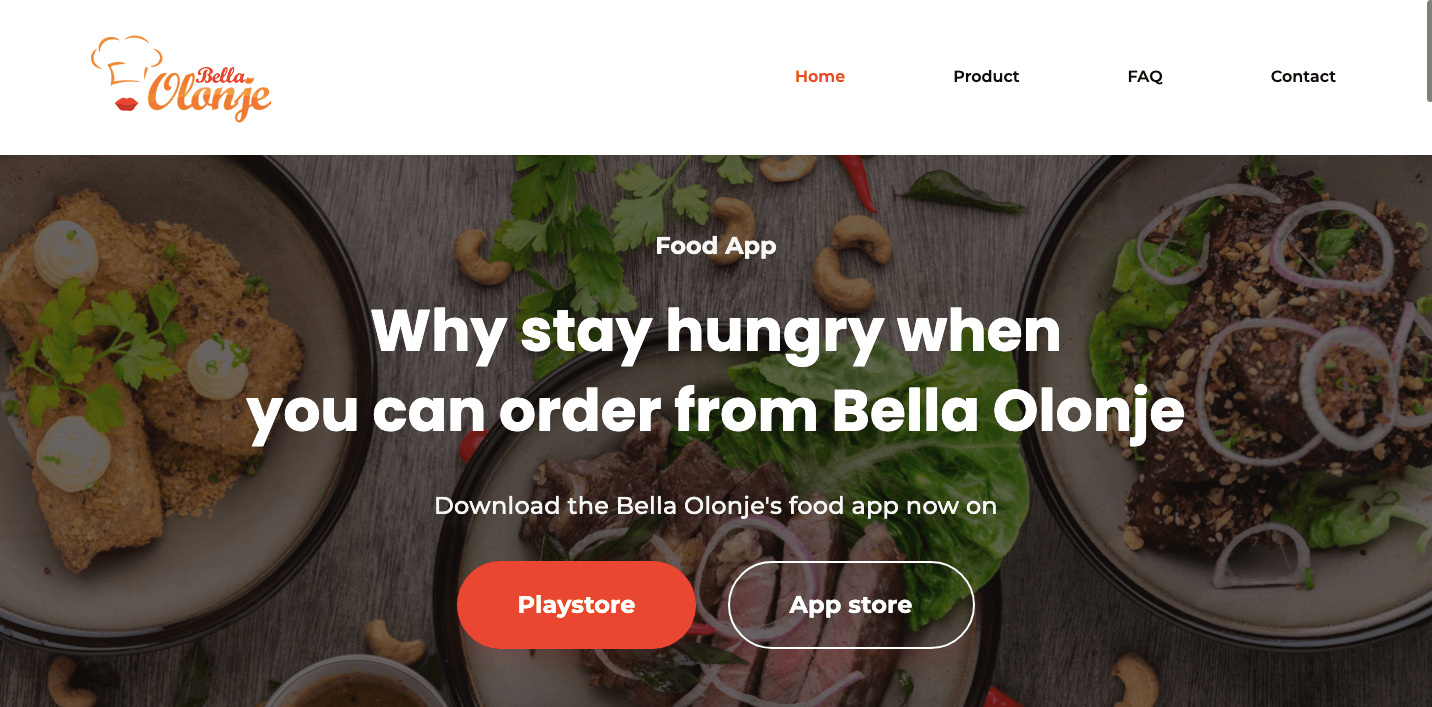 Bella
Olonje
Home
Product
FAQ
Contact
Food App
Why stay hungry when
you can order from Bella Olonje
Download the Bella Olonje's food app now on
Playstore
App store